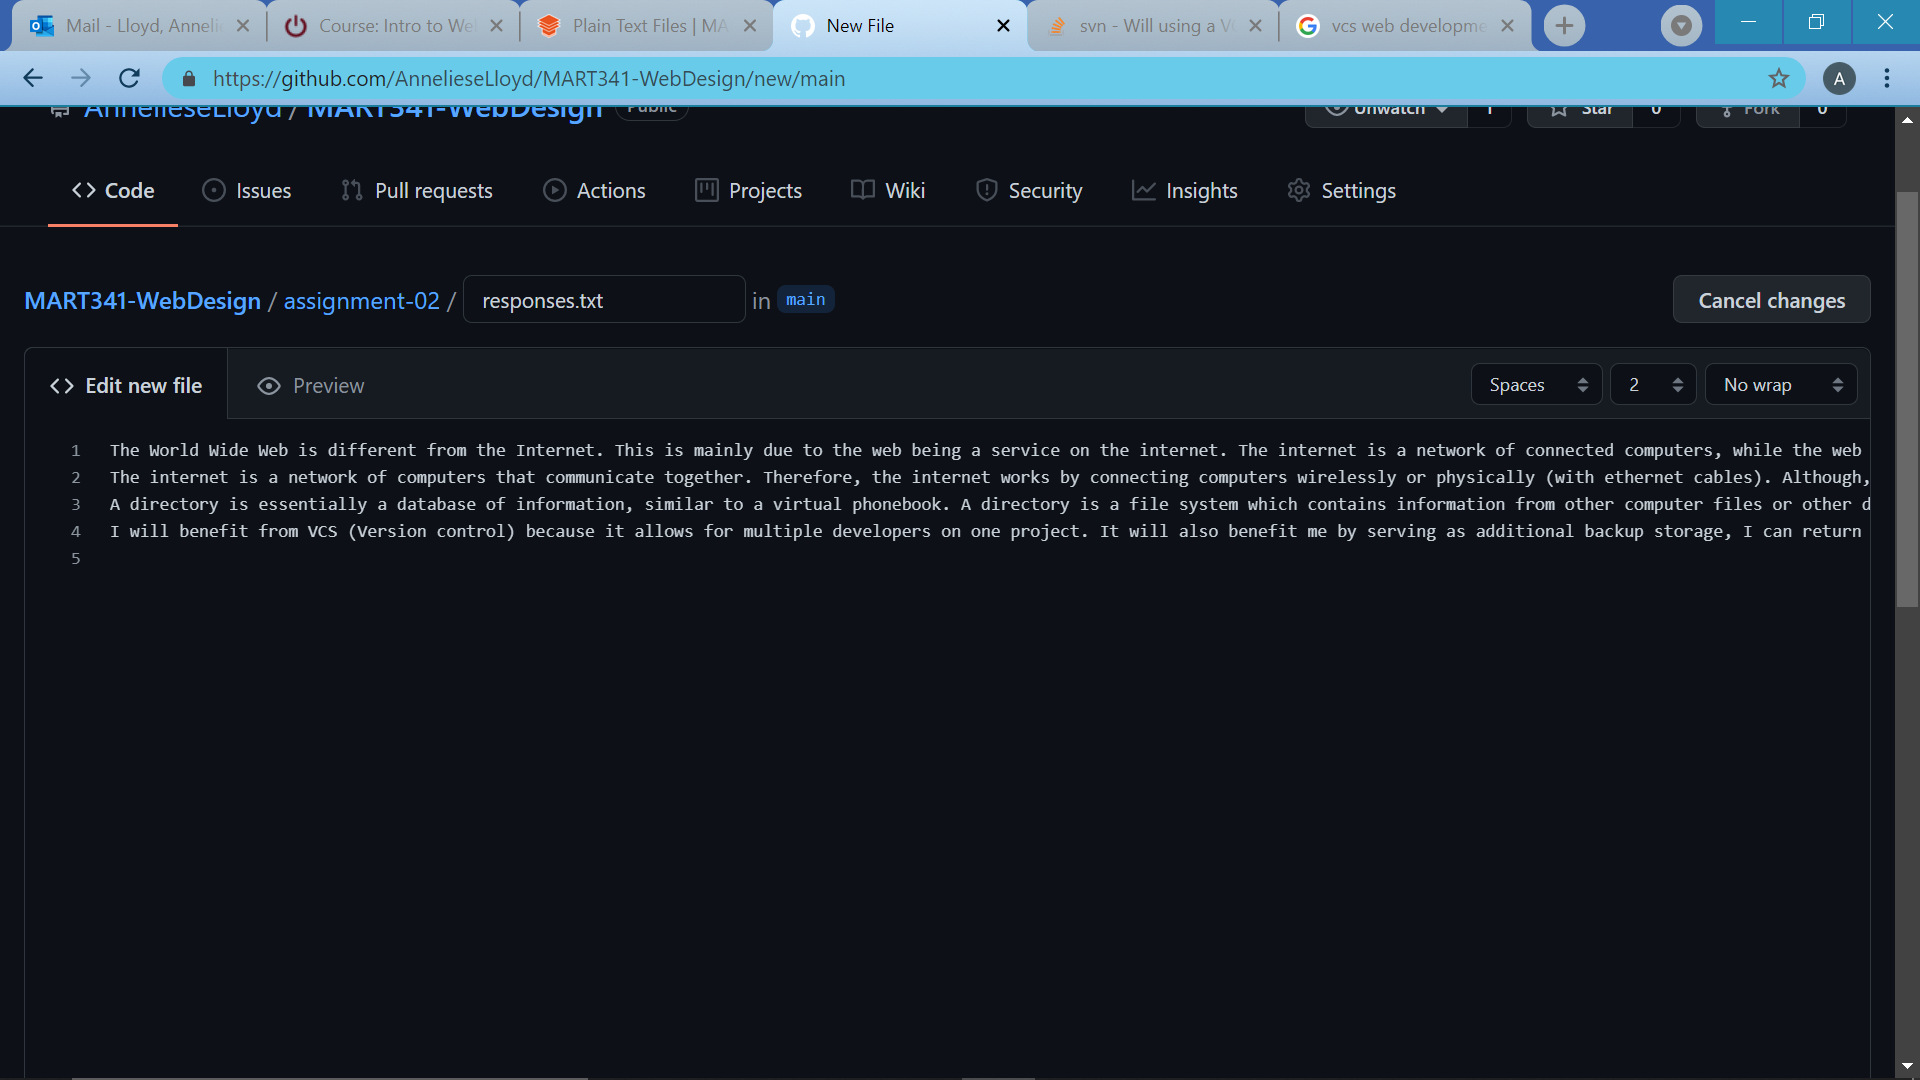 Mail - Lloyd, Annelie
Course: Intro to We
Plain Text Files | MA
New File
svn - Will using a V
vcs web developme
https://github.com/AnnelieseLloyd/MART341-WebDesign/new/main
A
AnnelieseLloyd / MART341-WebDesign Public
Unwatch 1 Star 0 Fork 0
Code Issues Pull requests Actions Projects Wiki Security Insights Settings
MART341-WebDesign / assignment-02 / responses.txt in main
Cancel changes
Edit new file Preview Spaces 2 No wrap
1 The World Wide Web is different from the Internet. This is mainly due to the web being a service on the internet. The internet is a network of connected computers, while the web
2 The internet is a network of computers that communicate together. Therefore, the internet works by connecting computers wirelessly or physically (with ethernet cables). Although,
3 A directory is essentially a database of information, similar to a virtual phonebook. A directory is a file system which contains information from other computer files or other d
4 I will benefit from VCS (Version control) because it allows for multiple developers on one project. It will also benefit me by serving as additional backup storage, I can return
5